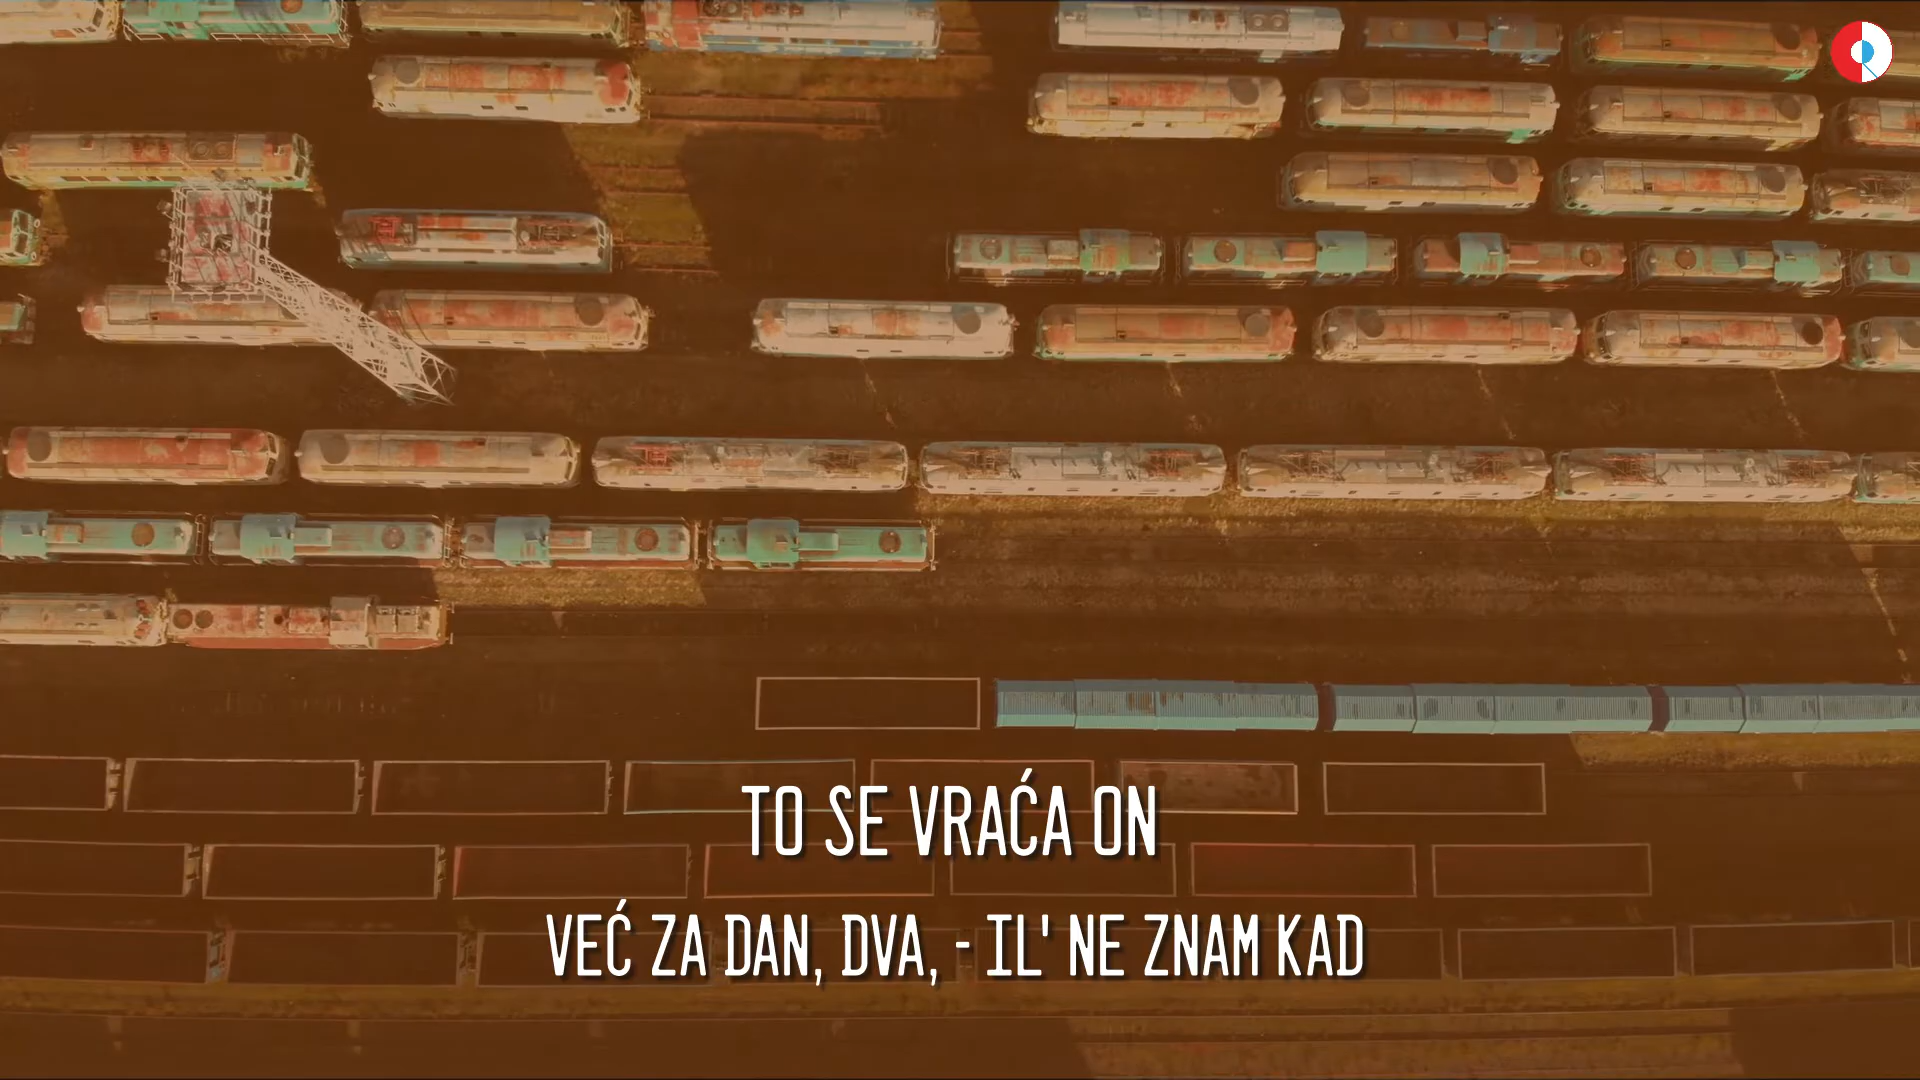 TO SE VRAĆA ON
VEĆ ZA DAN, DVA, - IL' NE ZNAM KAD